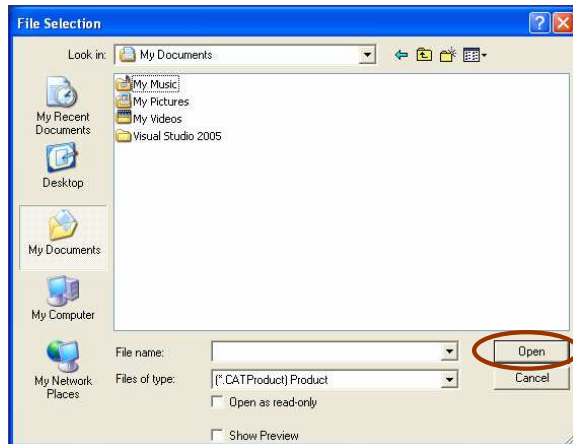 File Selection
Look in: My Documents
My Music
My Pictures
My Videos
Visual Studio 2005
My Recent
Documents
Desktop
My Documents
My Computer
My Network
Places
File name:
Open
Files of type: (*.CATProduct) Product
Cancel
Open as read-only
Show Preview